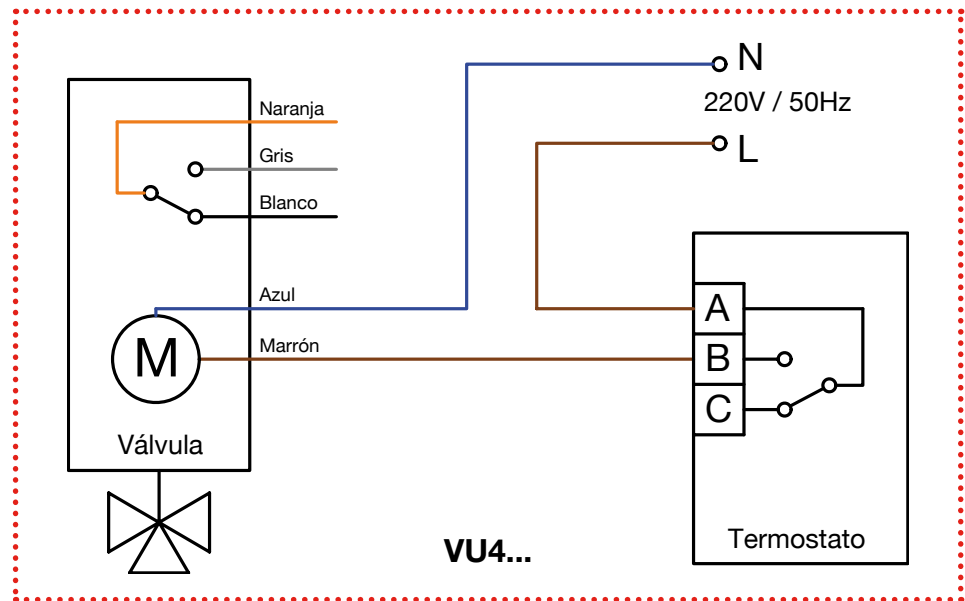 Naranja
Gris
Blanco
Azul
Marrón
M
Válvula
N
220V / 50Hz
L
A
B
C
Termostato
VU4...